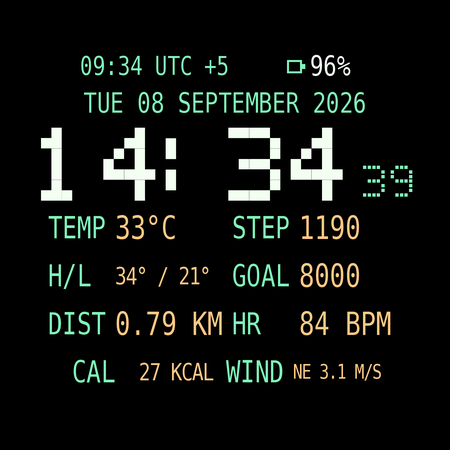 09:34 UTC +5 96%
TUE 08 SEPTEMBER 2026
14:34 39
TEMP 33°C STEP 1190
H/L 34° / 21° GOAL 8000
DIST 0.79 KM HR 84 BPM
CAL 27 KCAL WIND NE 3.1 M/S